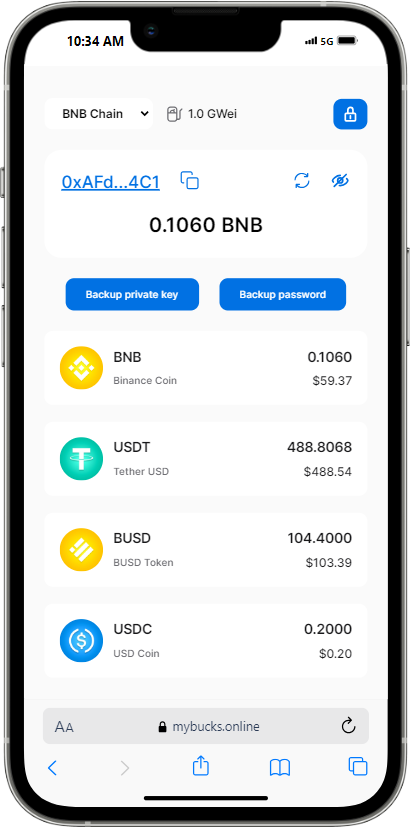 10:34 AM 5G
BNB Chain 1.0 GWei
0xAFd...4C1
0.1060 BNB
Backup private key Backup password
BNB 0.1060
Binance Coin $59.37
USDT 488.8068
Tether USD $488.54
BUSD 104.4000
BUSD Token $103.39
USDC 0.2000
USD Coin $0.20
AA mybucks.online